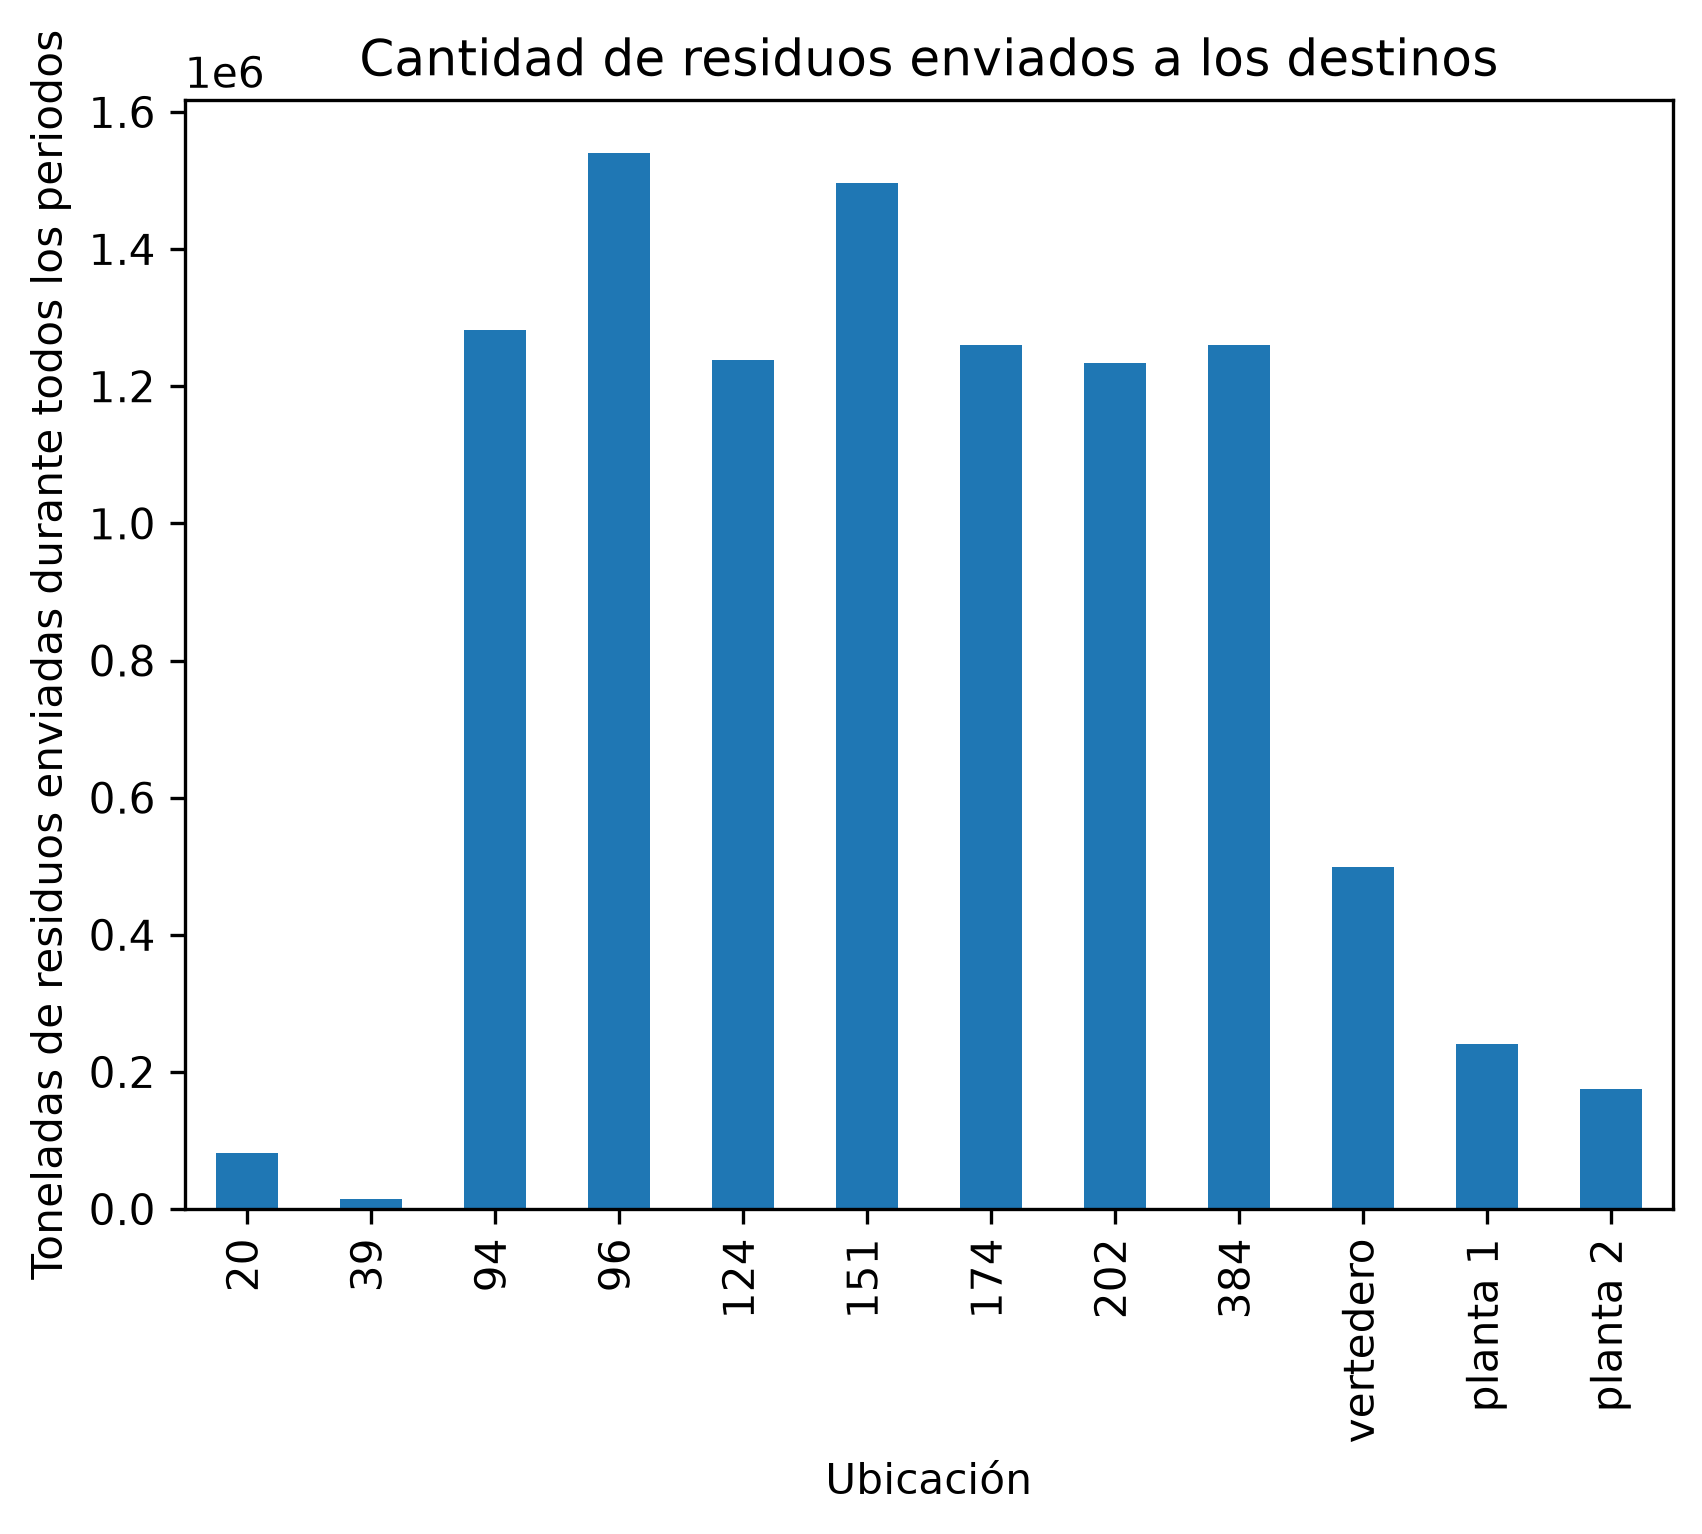 Cantidad de residuos enviados a los destinos
1e6
Toneladas de residuos enviadas durante todos los periodos
1.6
1.4
1.2
1.0
0.8
0.6
0.4
0.2
0.0
20
39
94
96
124
151
174
202
384
vertedero
planta 1
planta 2
Ubicación